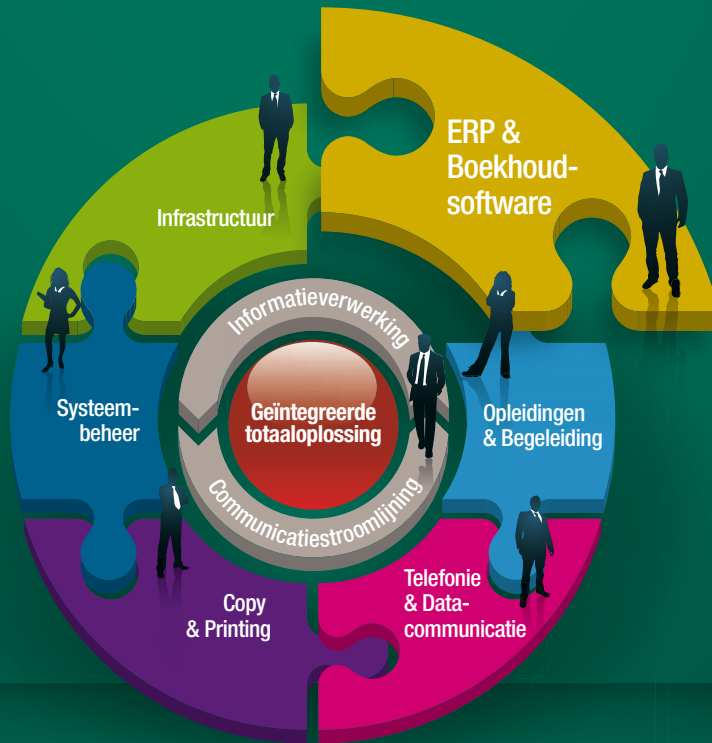 ERP &
Boekhoud-
software
Infrastructuur
Informatieverwerking
Geïntegreerde
totaaloplossing
Communicatiestroomlijning
Systeem-
beheer
Opleidingen
& Begeleiding
Copy
& Printing
Telefonie
& Data-
communicatie